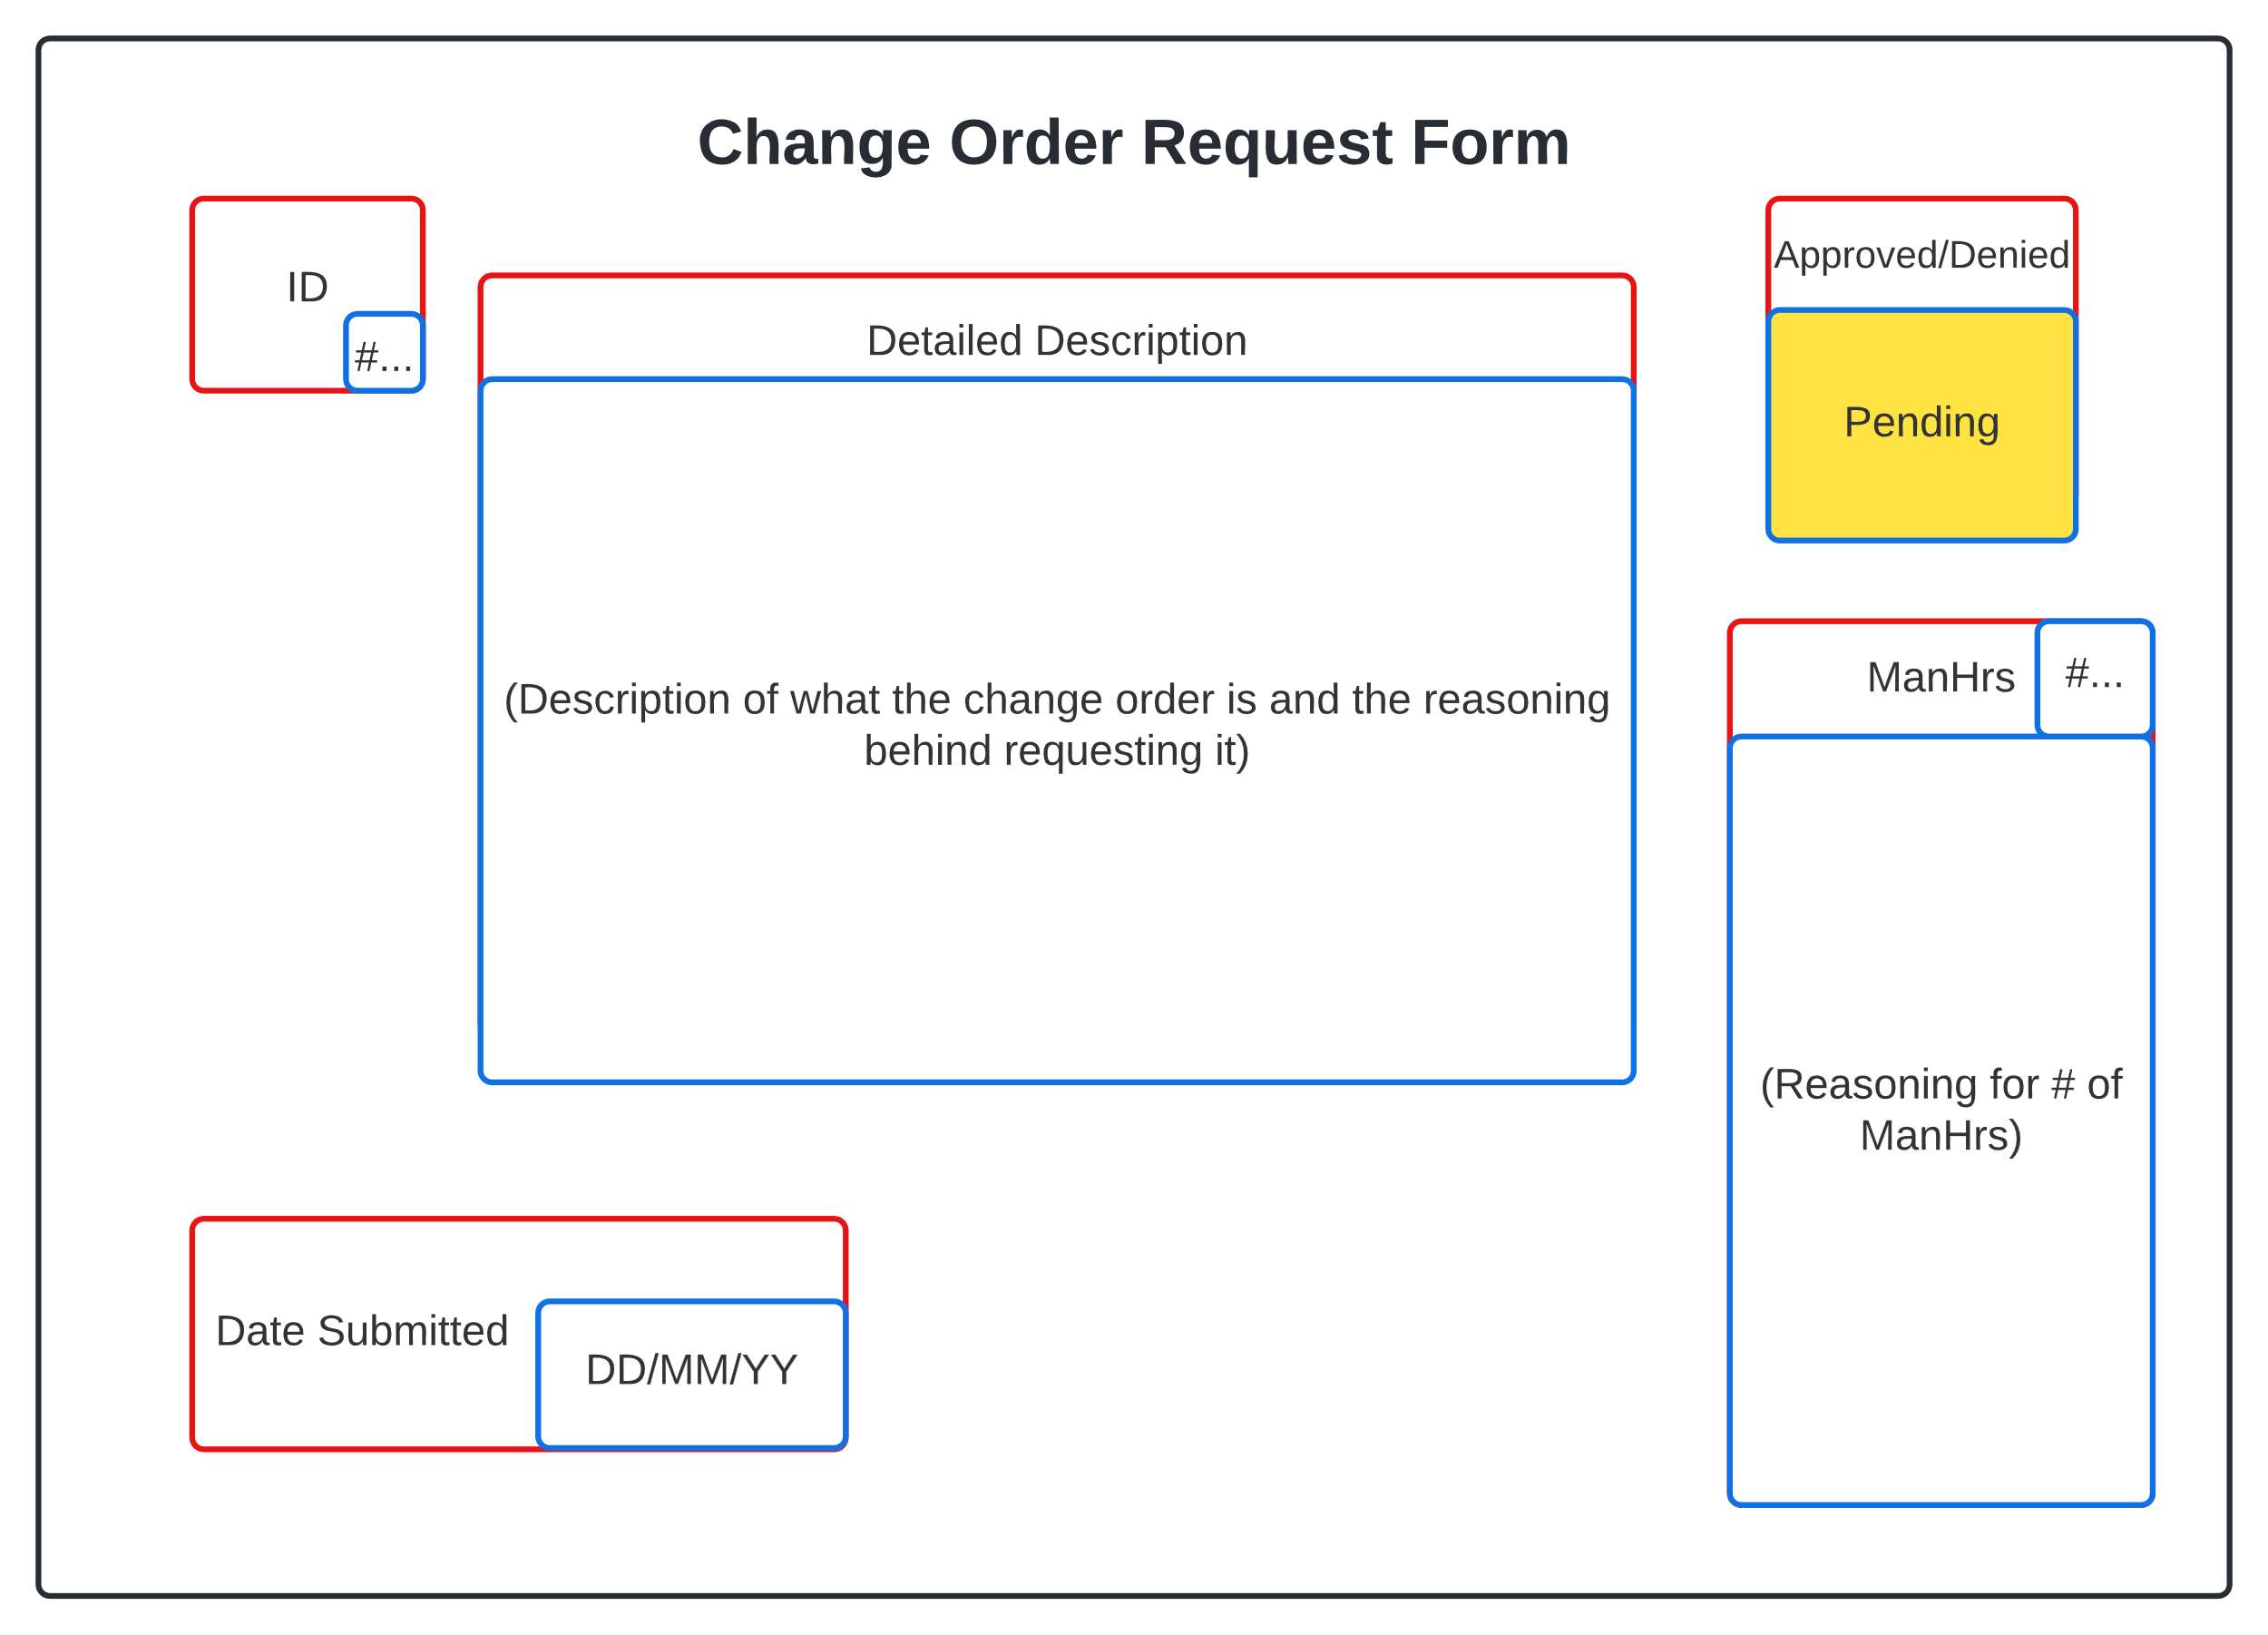 Change Order Request Form
ID
#...
Detailed Description
(Description of what the change oder is and the reasoning
behind requesting it)
Approved/Denied
Pending
ManHrs
#...
(Reasoning for # of
ManHrs)
Date Submitted
DD/MM/YY